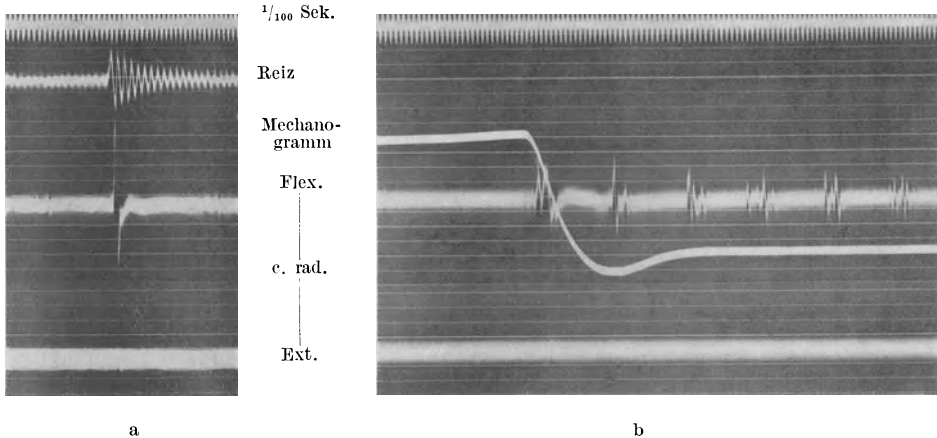 1/100 Sek.
Reiz
Mechano-
gramm
Flex.
c. rad.
Ext.
a
b